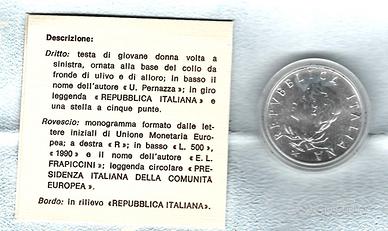 Descrizione:
Dritto: testa di giovane donna volta a
sinistra, ornata alla base del collo da
fronde di ulivo e di alloro; in basso il
nome dell'autore « U. Pernazza »; in giro
leggenda « REPUBBLICA ITALIANA » e
una stella a cinque punte.
Rovescio: monogramma formato dalle let-
tere iniziali di Unione Monetaria Euro-
pea; a destra « R »; in basso « L. 500 »,
« 1990 » e il nome dell'autore « E. L.
FRAPICCINI »; leggenda circolare « PRE-
SIDENZA ITALIANA DELLA COMUNITÀ
EUROPEA ».
Bordo: in rilievo «REPUBBLICA ITALIANA».
REPVBBLICA ITALIANA